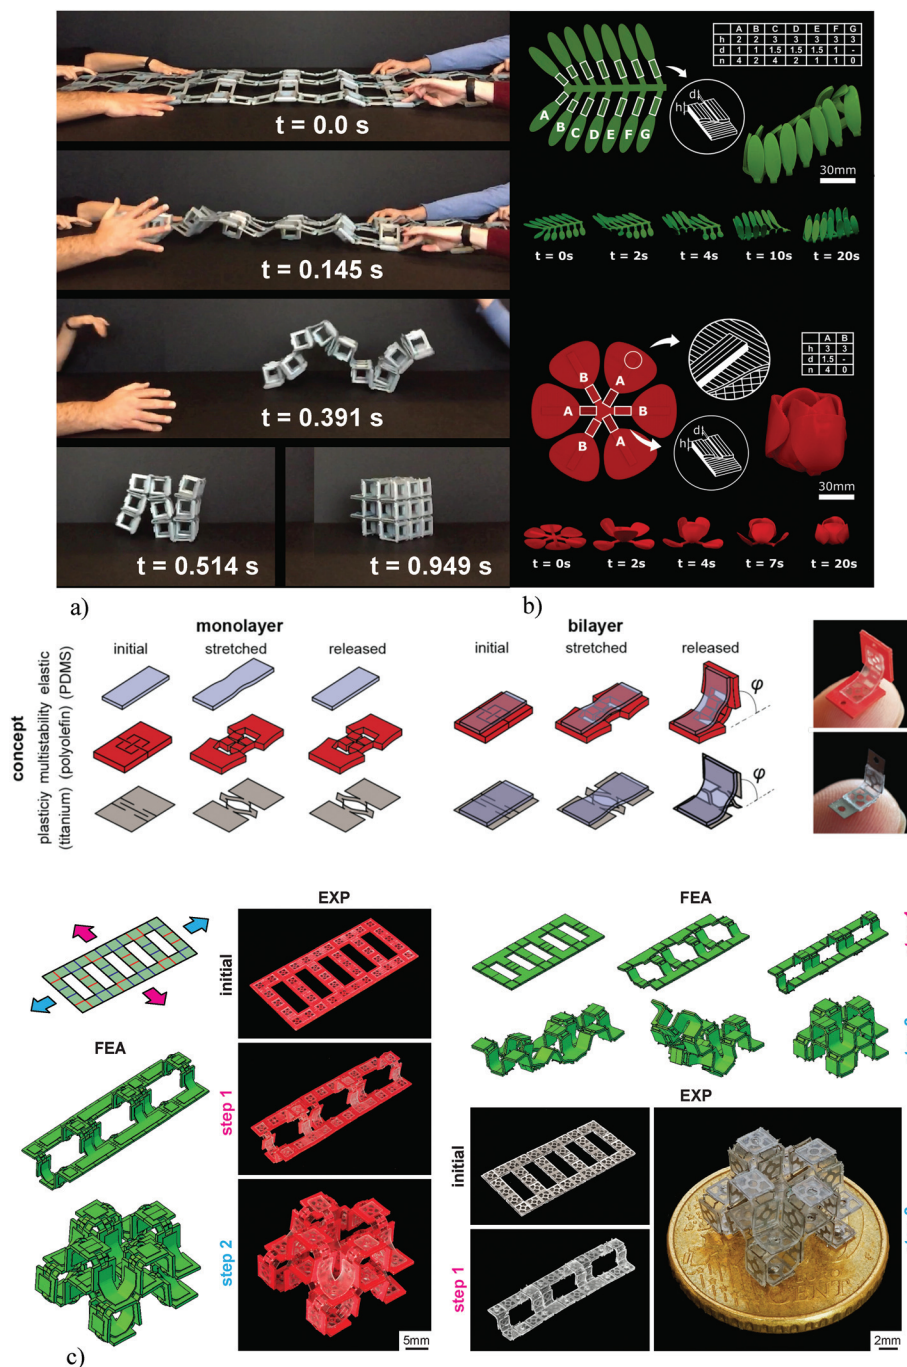 t = 0.0 s
t = 0.145 s
t = 0.391 s
t = 0.514 s
t = 0.949 s
a)
A B C D E F G
h 2 2 3 3 3 3 3
d 1 1 1.5 1.5 1.5 1 -
n 4 2 4 2 1 1 0
d
h
A
B
C
D
E
F
G
30mm
t = 0s
t = 2s
t = 4s
t = 10s
t = 20s
A B
h 3 3
d 1.5 -
n 4 0
A
B
B
A
B
A
d
h
30mm
t = 0s
t = 2s
t = 4s
t = 7s
t = 20s
b)
monolayer
initial
stretched
released
bilayer
initial
stretched
released
concept
elastic
(PDMS)
multistability
(polyolefin)
plasticiy
(titanium)
φ
φ
EXP
initial
FEA
step 1
step 2
5mm
FEA
EXP
initial
step 1
2mm
c)